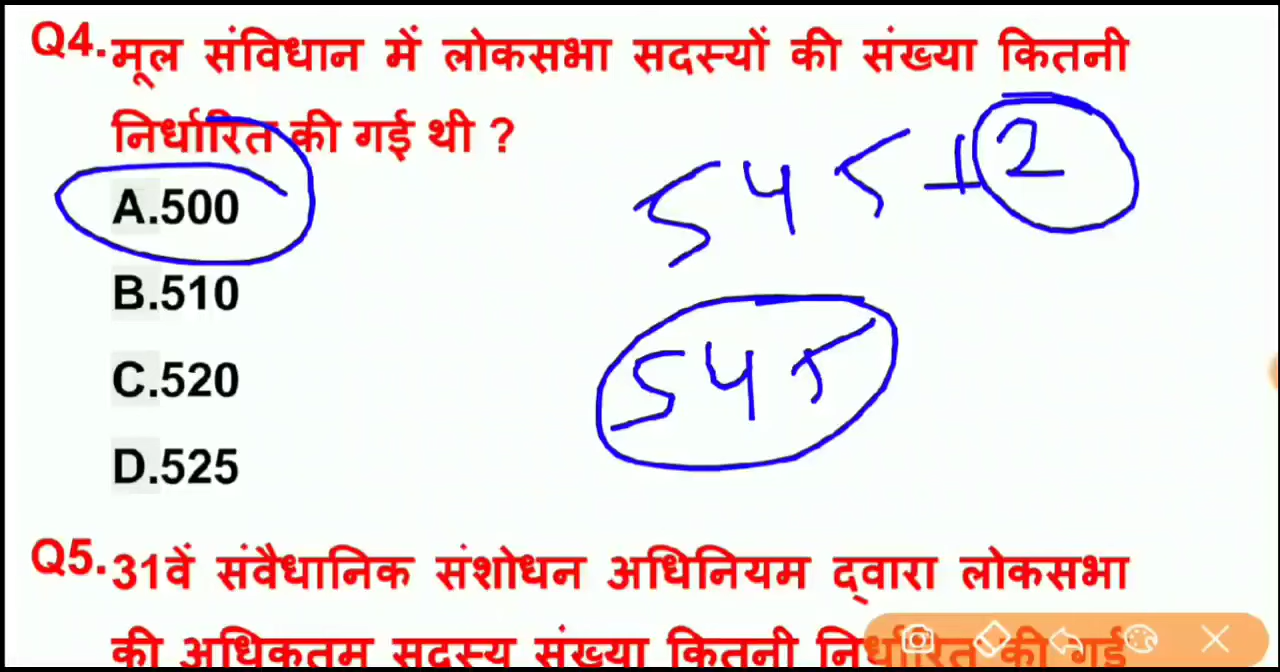 Q4. मूल संविधान में लोकसभा सदस्यों की संख्या कितनी
निर्धारित की गई थी ?
A.500
B.510
C.520
D.525
545+2
545
Q5. 31वें संवैधानिक संशोधन अधिनियम द्वारा लोकसभा
की अधिकतम सदस्य संख्या कितनी निर्धारित की गई